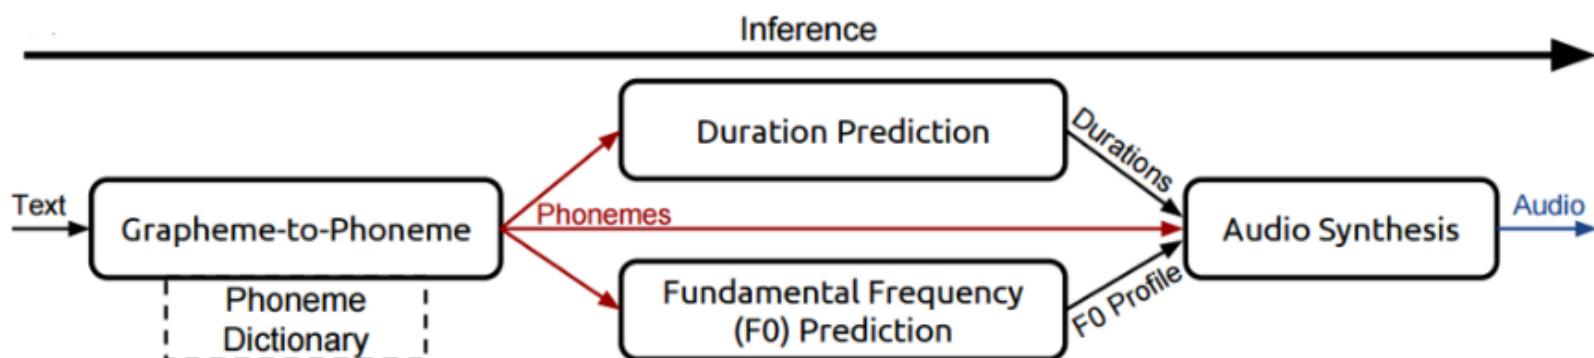 Inference
Duration Prediction
Durations
Text
Grapheme-to-Phoneme
Phonemes
Audio Synthesis
Audio
Phoneme
Dictionary
Fundamental Frequency
(F0) Prediction
F0 Profile